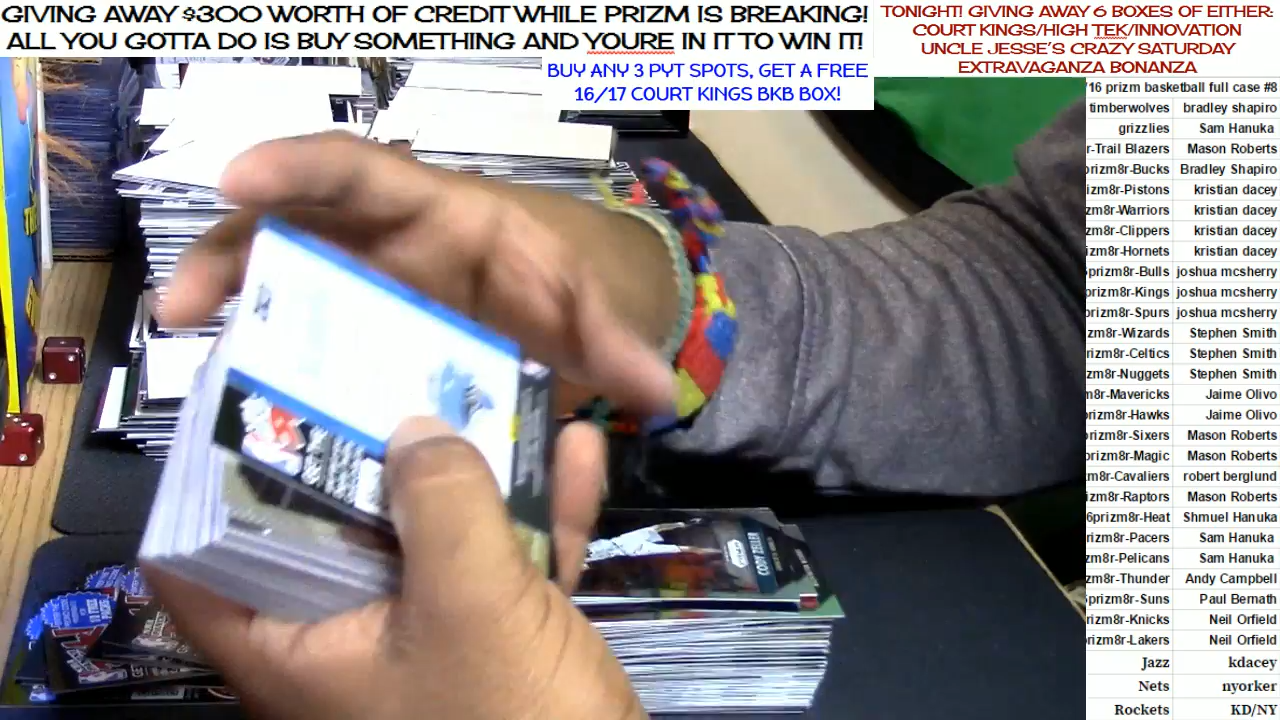 GIVING AWAY $300 WORTH OF CREDIT WHILE PRIZM IS BREAKING!
ALL YOU GOTTA DO IS BUY SOMETHING AND YOURE IN IT TO WIN IT!
BUY ANY 3 PYT SPOTS, GET A FREE
16/17 COURT KINGS BKB BOX!
TONIGHT! GIVING AWAY 6 BOXES OF EITHER:
COURT KINGS/HIGH TEK/INNOVATION
UNCLE JESSE'S CRAZY SATURDAY
EXTRAVAGANZA BONANZA
/16 prizm basketball full case #8
timberwolves bradley shapiro
grizzlies Sam Hanuka
r-Trail Blazers Mason Roberts
prizm-Bucks Bradley Shapiro
izm8r-Pistons kristian dacey
zm8r-Warriors kristian dacey
zm8r-Clippers kristian dacey
izm8r-Hornets kristian dacey
prizm8r-Bulls joshua mcsherry
prizm8r-Kings joshua mcsherry
prizm8r-Spurs joshua mcsherry
zm8r-Wizards Stephen Smith
izm8r-Celtics Stephen Smith
zm8r-Nuggets Stephen Smith
m8r-Mavericks Jaime Olivo
prizm8r-Hawks Jaime Olivo
prizm8r-Sixers Mason Roberts
prizm8r-Magic Mason Roberts
m8r-Cavaliers robert berglund
izm8r-Raptors Mason Roberts
6prizm8r-Heat Shmuel Hanuka
rizm8r-Pacers Sam Hanuka
zm8r-Pelicans Sam Hanuka
zm8r-Thunder Andy Campbell
prizm8r-Suns Paul Bernath
rizm8r-Knicks Neil Orfield
rizm8r-Lakers Neil Orfield
Jazz kdacey
Nets nyorker
Rockets KD/NY
PRIZM
CODY ZELLER